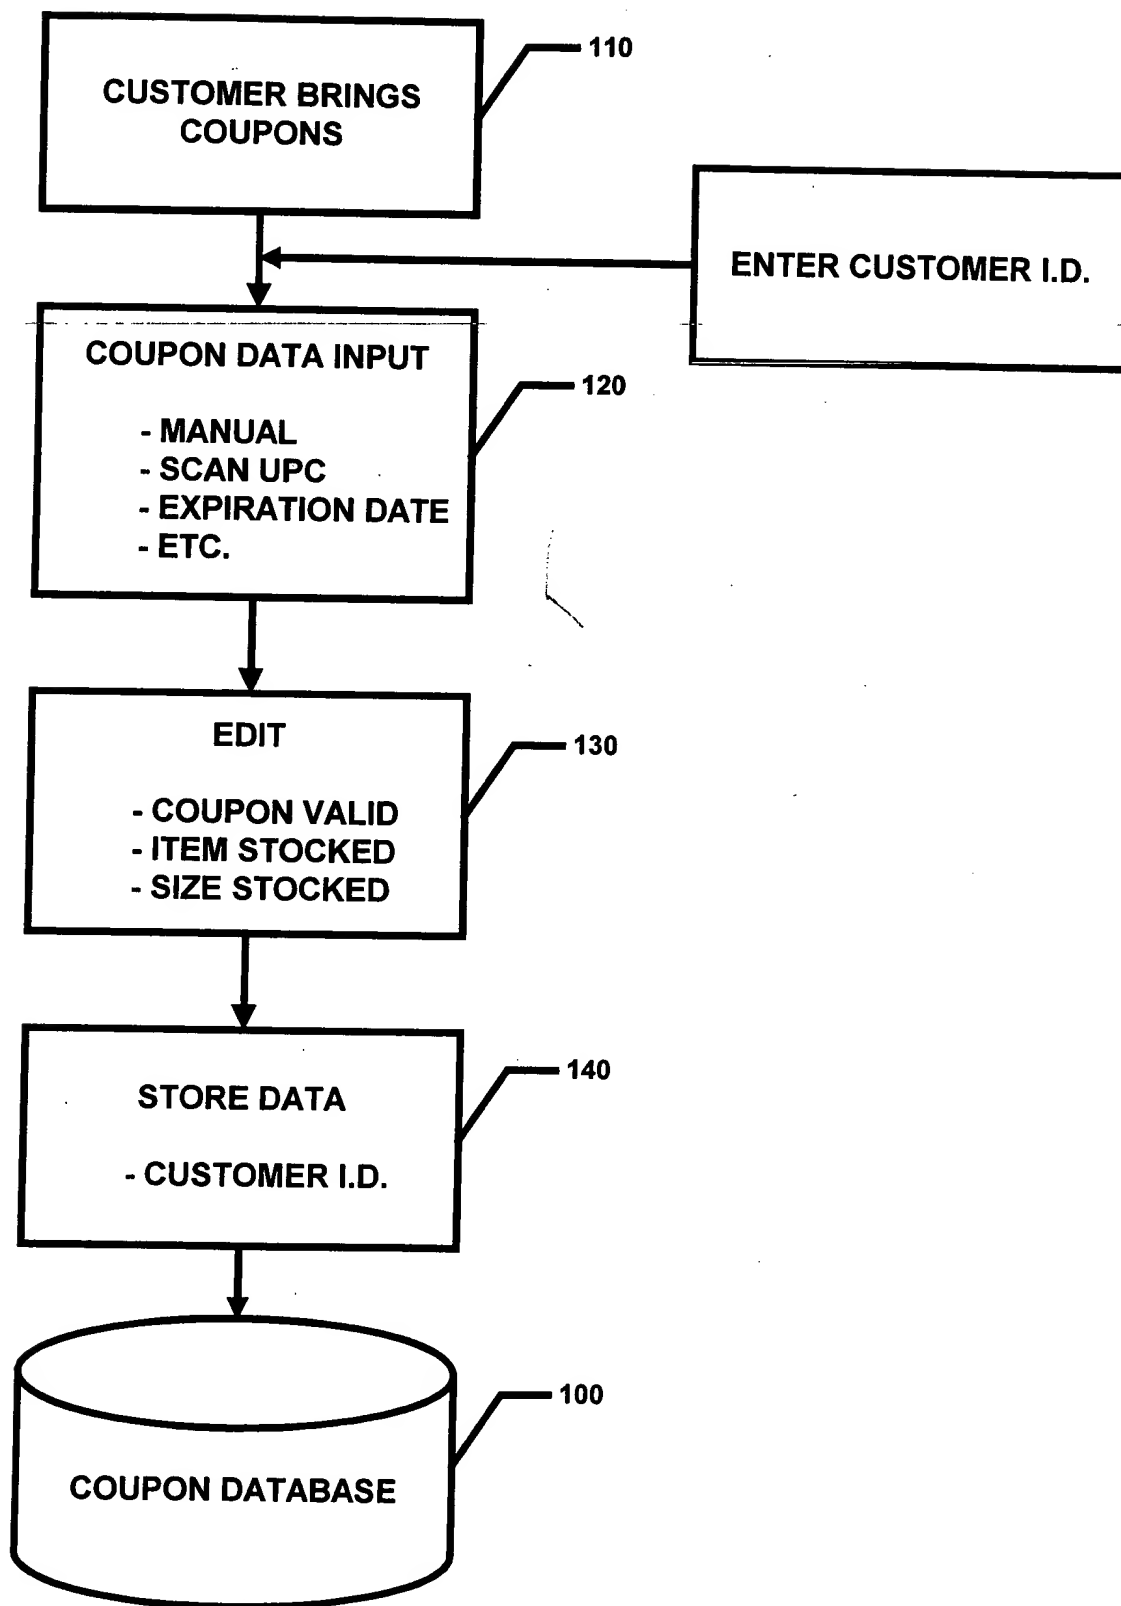 110
CUSTOMER BRINGS
COUPONS
ENTER CUSTOMER I.D.
COUPON DATA INPUT
120
- MANUAL
- SCAN UPC
- EXPIRATION DATE
- ETC.
EDIT
130
- COUPON VALID
- ITEM STOCKED
- SIZE STOCKED
140
STORE DATA
- CUSTOMER I.D.
100
COUPON DATABASE